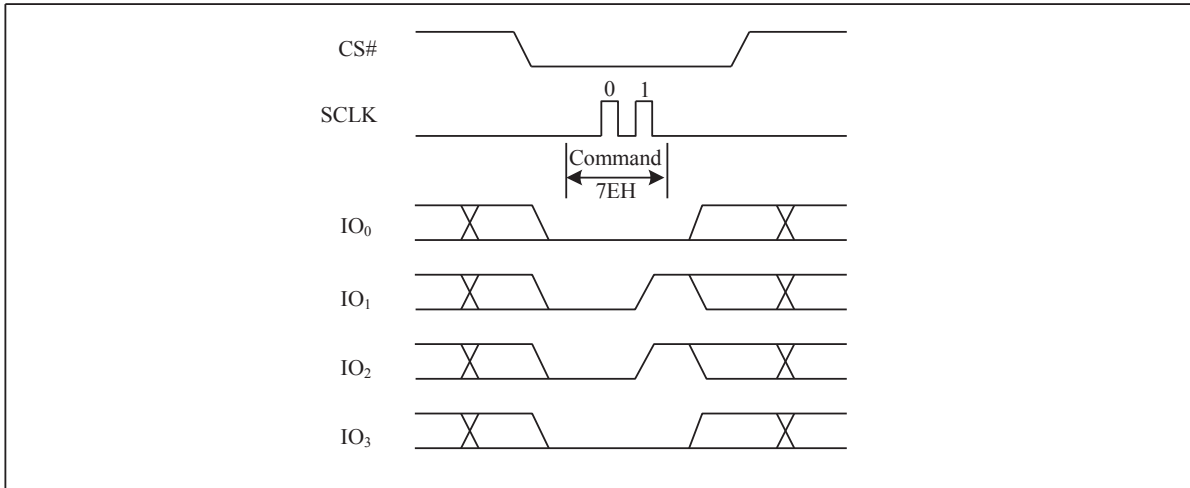 CS#
0 1
SCLK
Command
7EH
IO0
IO1
IO2
IO3